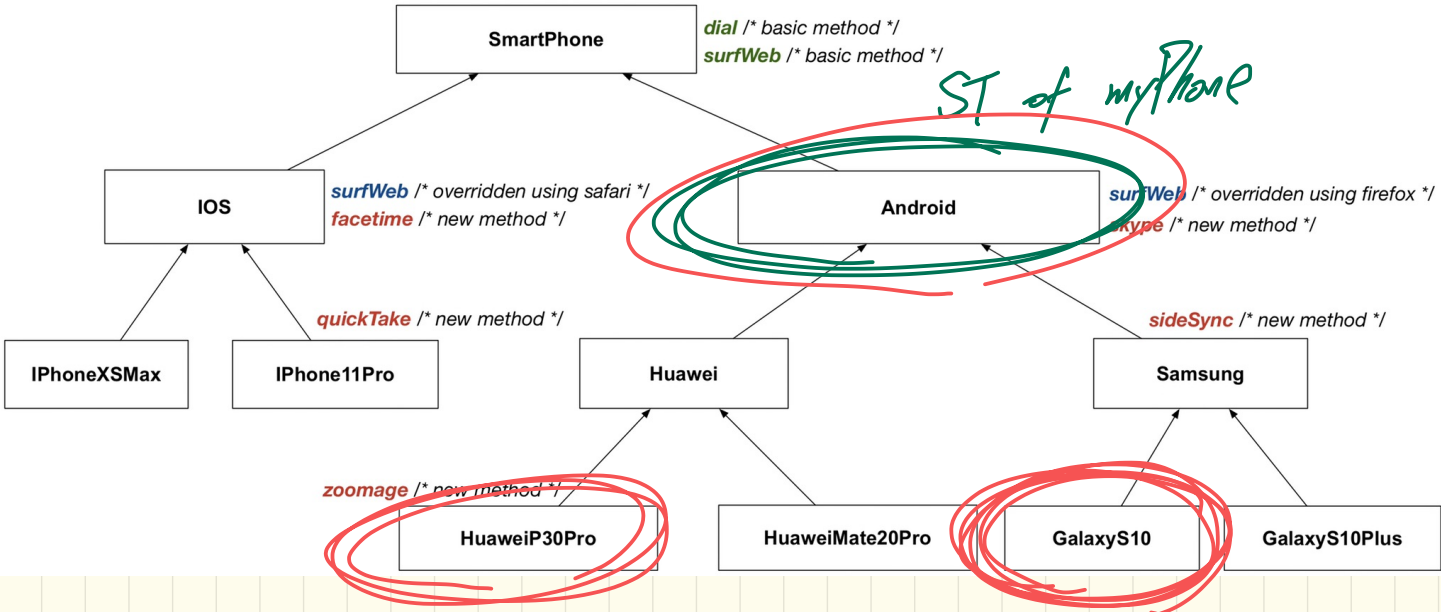 SmartPhone
dial /* basic method */
surfWeb /* basic method */
ST of myPhone
IOS
surfWeb /* overridden using safari */
facetime /* new method */
Android
surfWeb /* overridden using firefox */
skype /* new method */
quickTake /* new method */
sideSync /* new method */
IPhoneXSMax
IPhone11Pro
Huawei
Samsung
zoomage /* new method */
HuaweiP30Pro
HuaweiMate20Pro
GalaxyS10
GalaxyS10Plus